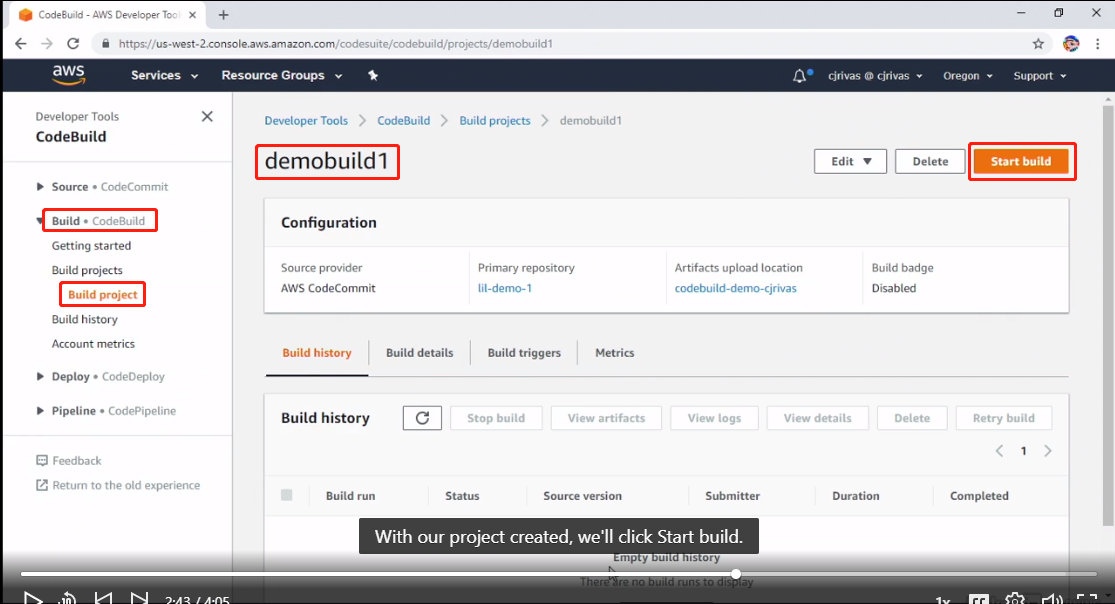 CodeBuild - AWS Developer Tool
https://us-west-2.console.aws.amazon.com/codesuite/codebuild/projects/demobuild1
aws Services Resource Groups cjrivas @ cjrivas Oregon Support
Developer Tools
CodeBuild
Source • CodeCommit
Build • CodeBuild
Getting started
Build projects
Build project
Build history
Account metrics
Deploy • CodeDeploy
Pipeline • CodePipeline
Feedback
Return to the old experience
Developer Tools CodeBuild Build projects demobuild1
demobuild1
Edit Delete Start build
Configuration
Source provider Primary repository Artifacts upload location Build badge
AWS CodeCommit lil-demo-1 codebuild-demo-cjrivas Disabled
Build history Build details Build triggers Metrics
Build history Stop build View artifacts View logs View details Delete Retry build
1
Build run Status Source version Submitter Duration Completed
With our project created, we'll click Start build.
Empty build history
There are no build runs to display
10 2:43 / 4:05 1x CC